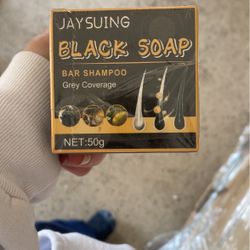 JAYSUING
BLACK SOAP
BAR SHAMPOO
Grey Coverage
NET:50g